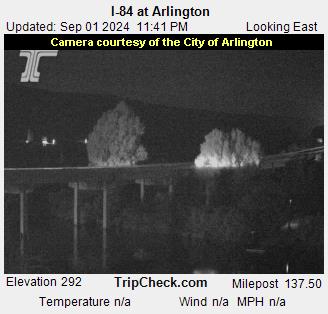 I-84 at Arlington
Updated: Sep 01 2024 11:41 PM Looking East
Camera courtesy of the City of Arlington
Elevation 292 TripCheck.com Milepost 137.50
Temperature n/a Wind n/a MPH n/a